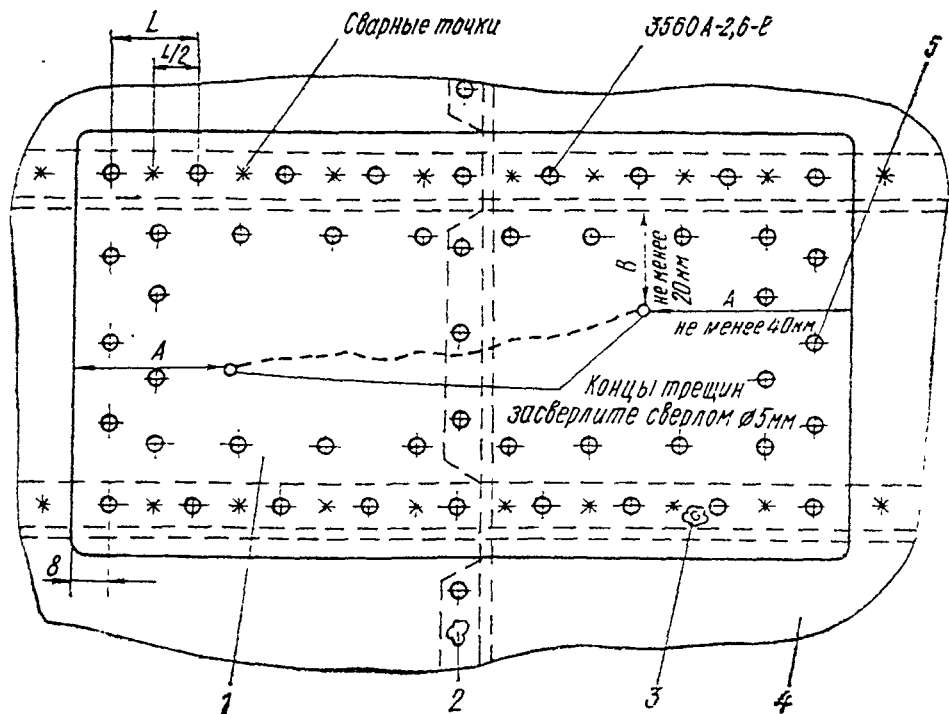 L
L/2
Сварные точки
3560А-2,6-ℓ
5
В
не менее
20мм
А
не менее 40мм
А
Концы трещин
засверлите сверлом ø5мм
8
1
2
3
4